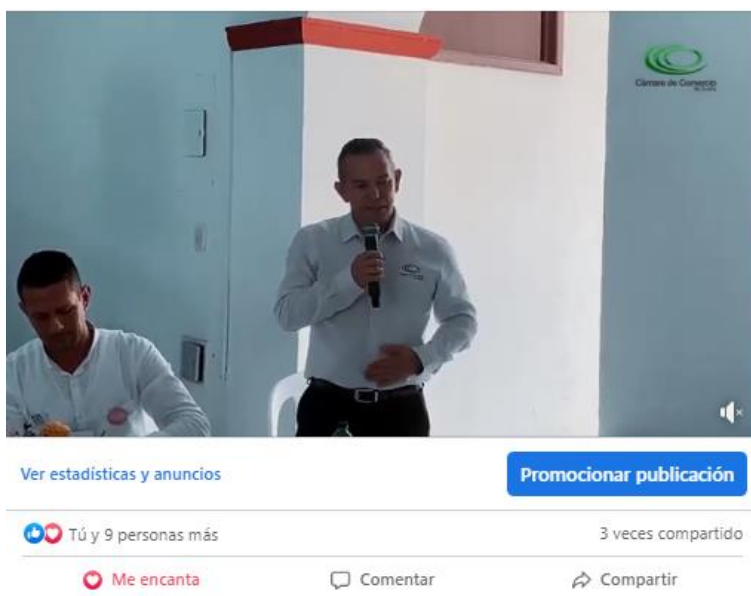 Cámara de Comercio
Ver estadísticas y anuncios
Promocionar publicación
Tú y 9 personas más
3 veces compartido
Me encanta
Comentar
Compartir